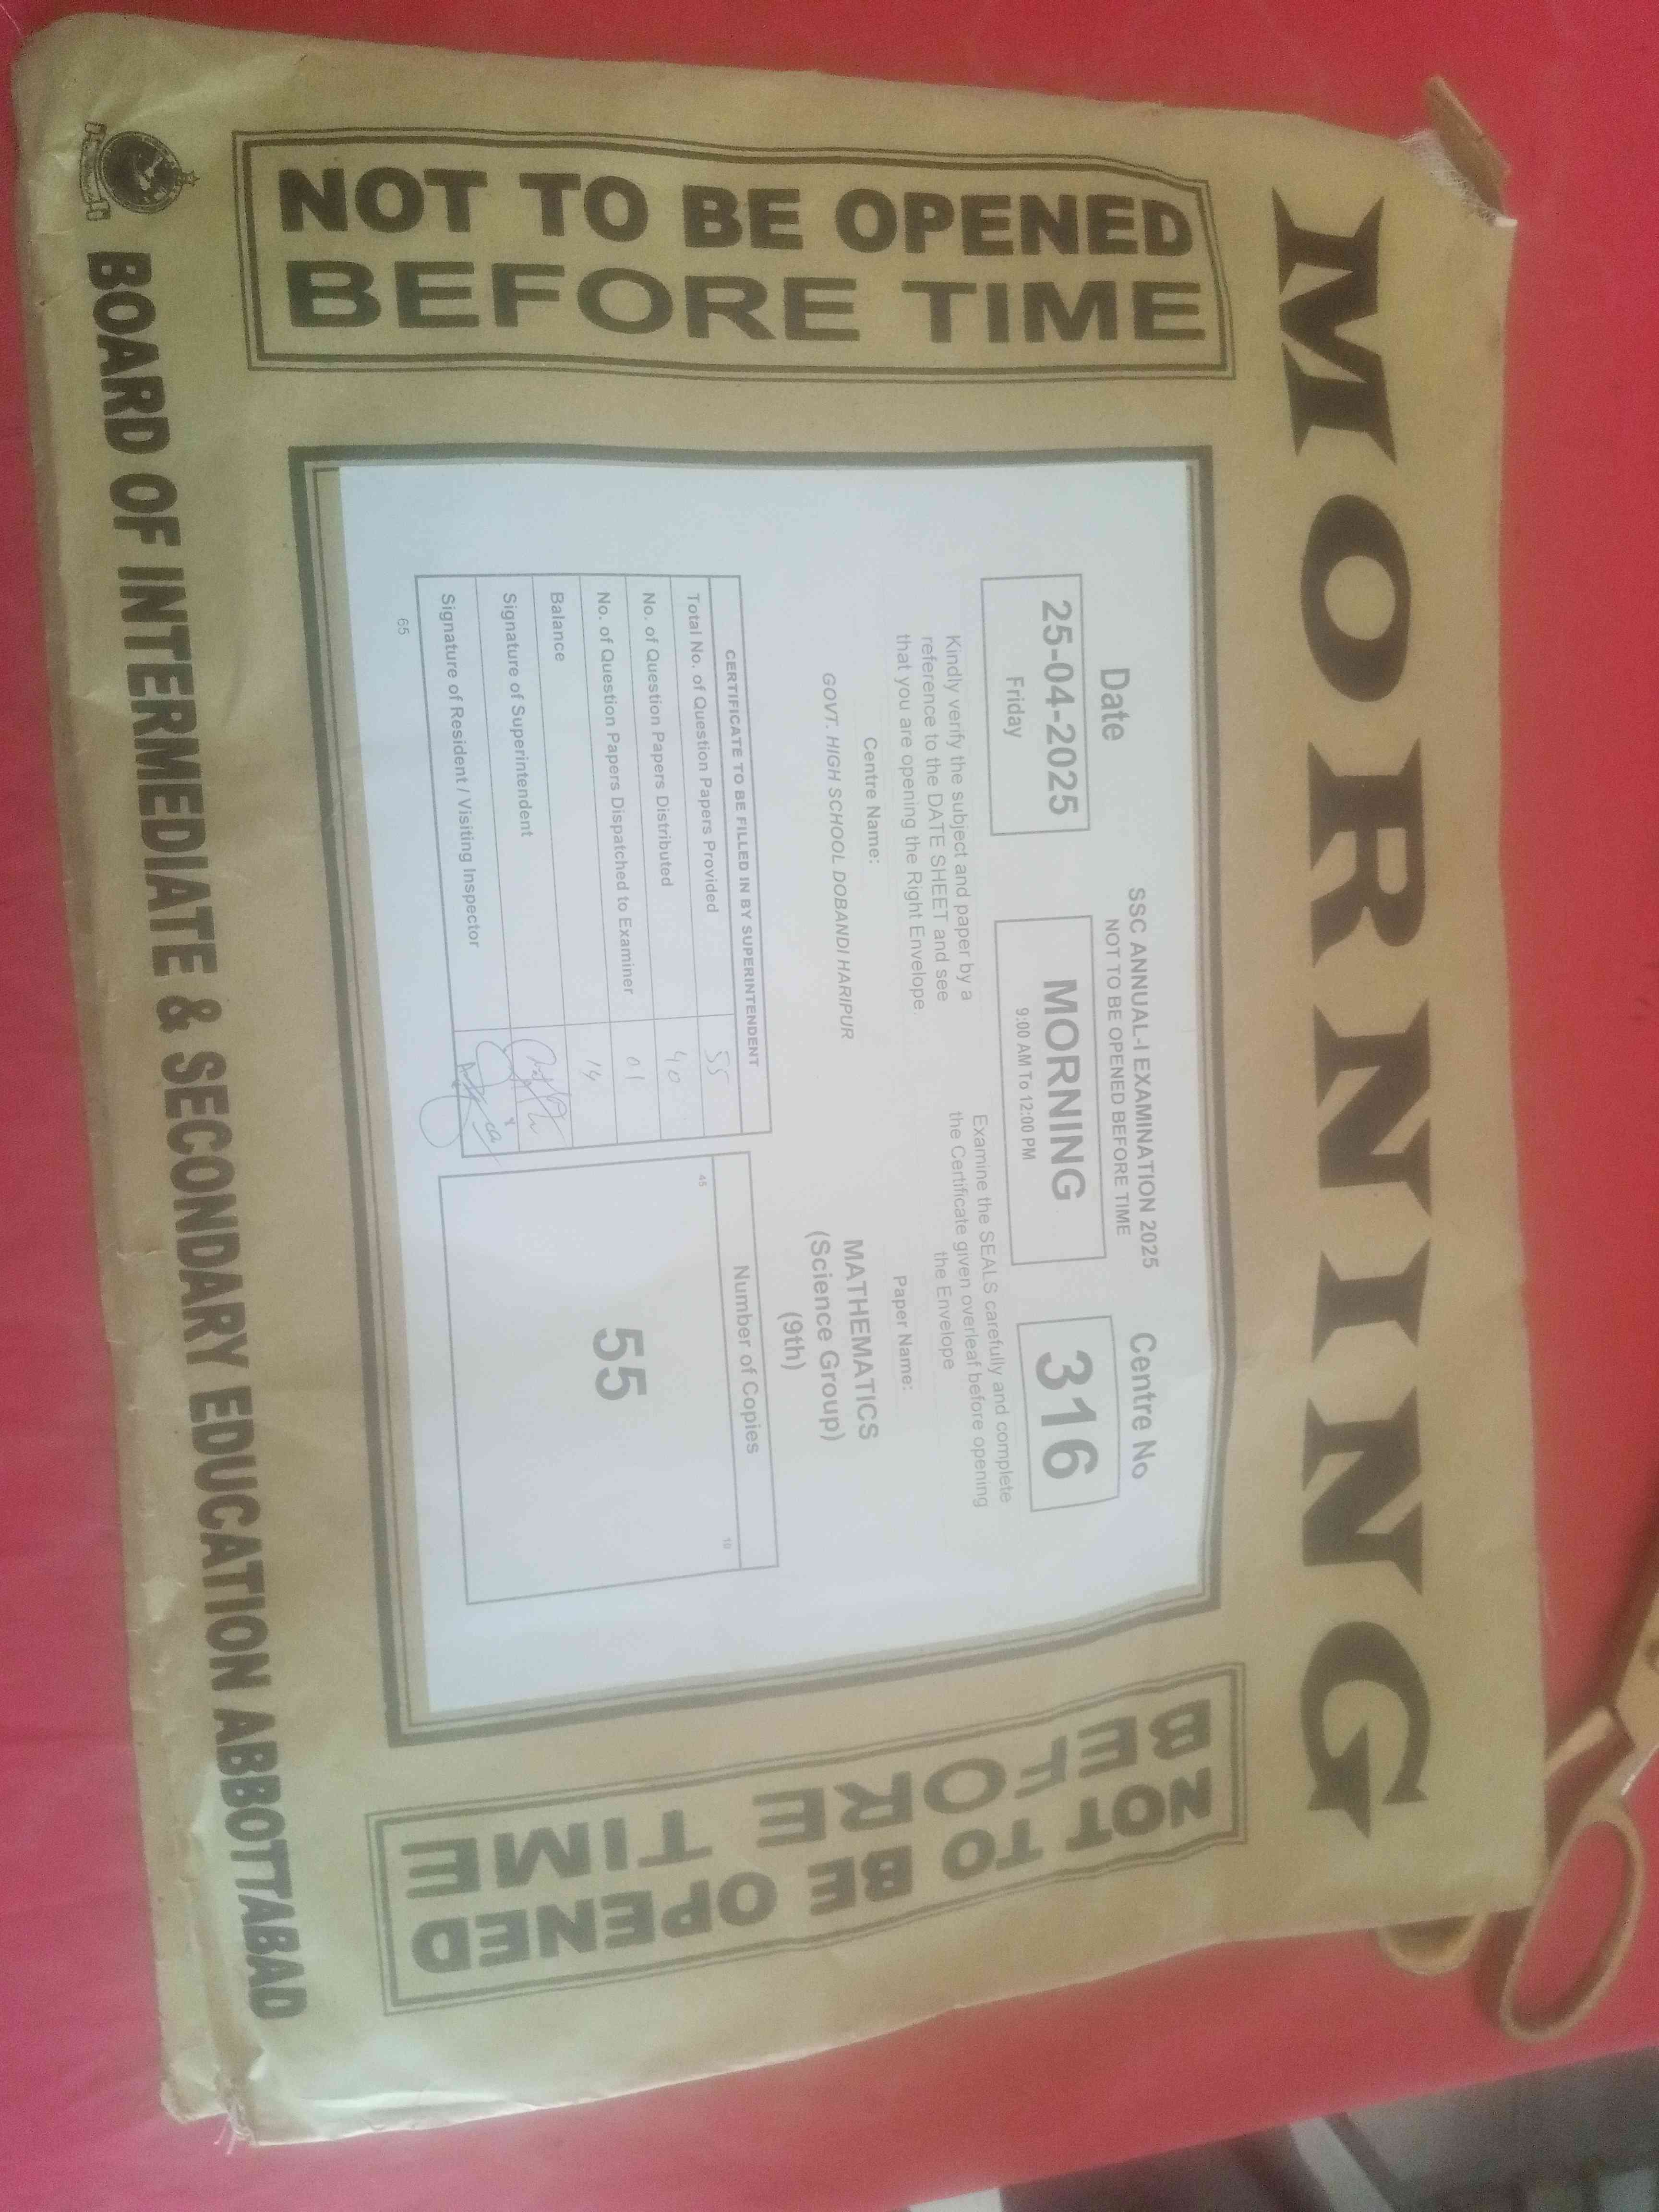 MORNING
NOT TO BE OPENED
BEFORE TIME
SSC ANNUAL-I EXAMINATION 2025
NOT TO BE OPENED BEFORE TIME
Date
25-04-2025
Friday
MORNING
9:00 AM To 12:00 PM
Centre No
316
Kindly verify the subject and paper by a
reference to the DATE SHEET and see
that you are opening the Right Envelope
Examine the SEALS carefully and complete
the Certificate given overleaf before opening
the Envelope
Centre Name:
GOVT. HIGH SCHOOL DOBANDI HARIPUR
Paper Name:
MATHEMATICS
(Science Group)
(9th)
CERTIFICATE TO BE FILLED IN BY SUPERINTENDENT
Total No. of Question Papers Provided 55
No. of Question Papers Distributed 40
No. of Question Papers Dispatched to Examiner 01
Balance 14
Signature of Superintendent
Signature of Resident / Visiting Inspector
65
Number of Copies
45
10
55
NOT TO BE OPENED
BEFORE TIME
BOARD OF INTERMEDIATE & SECONDARY EDUCATION ABBOTTABAD